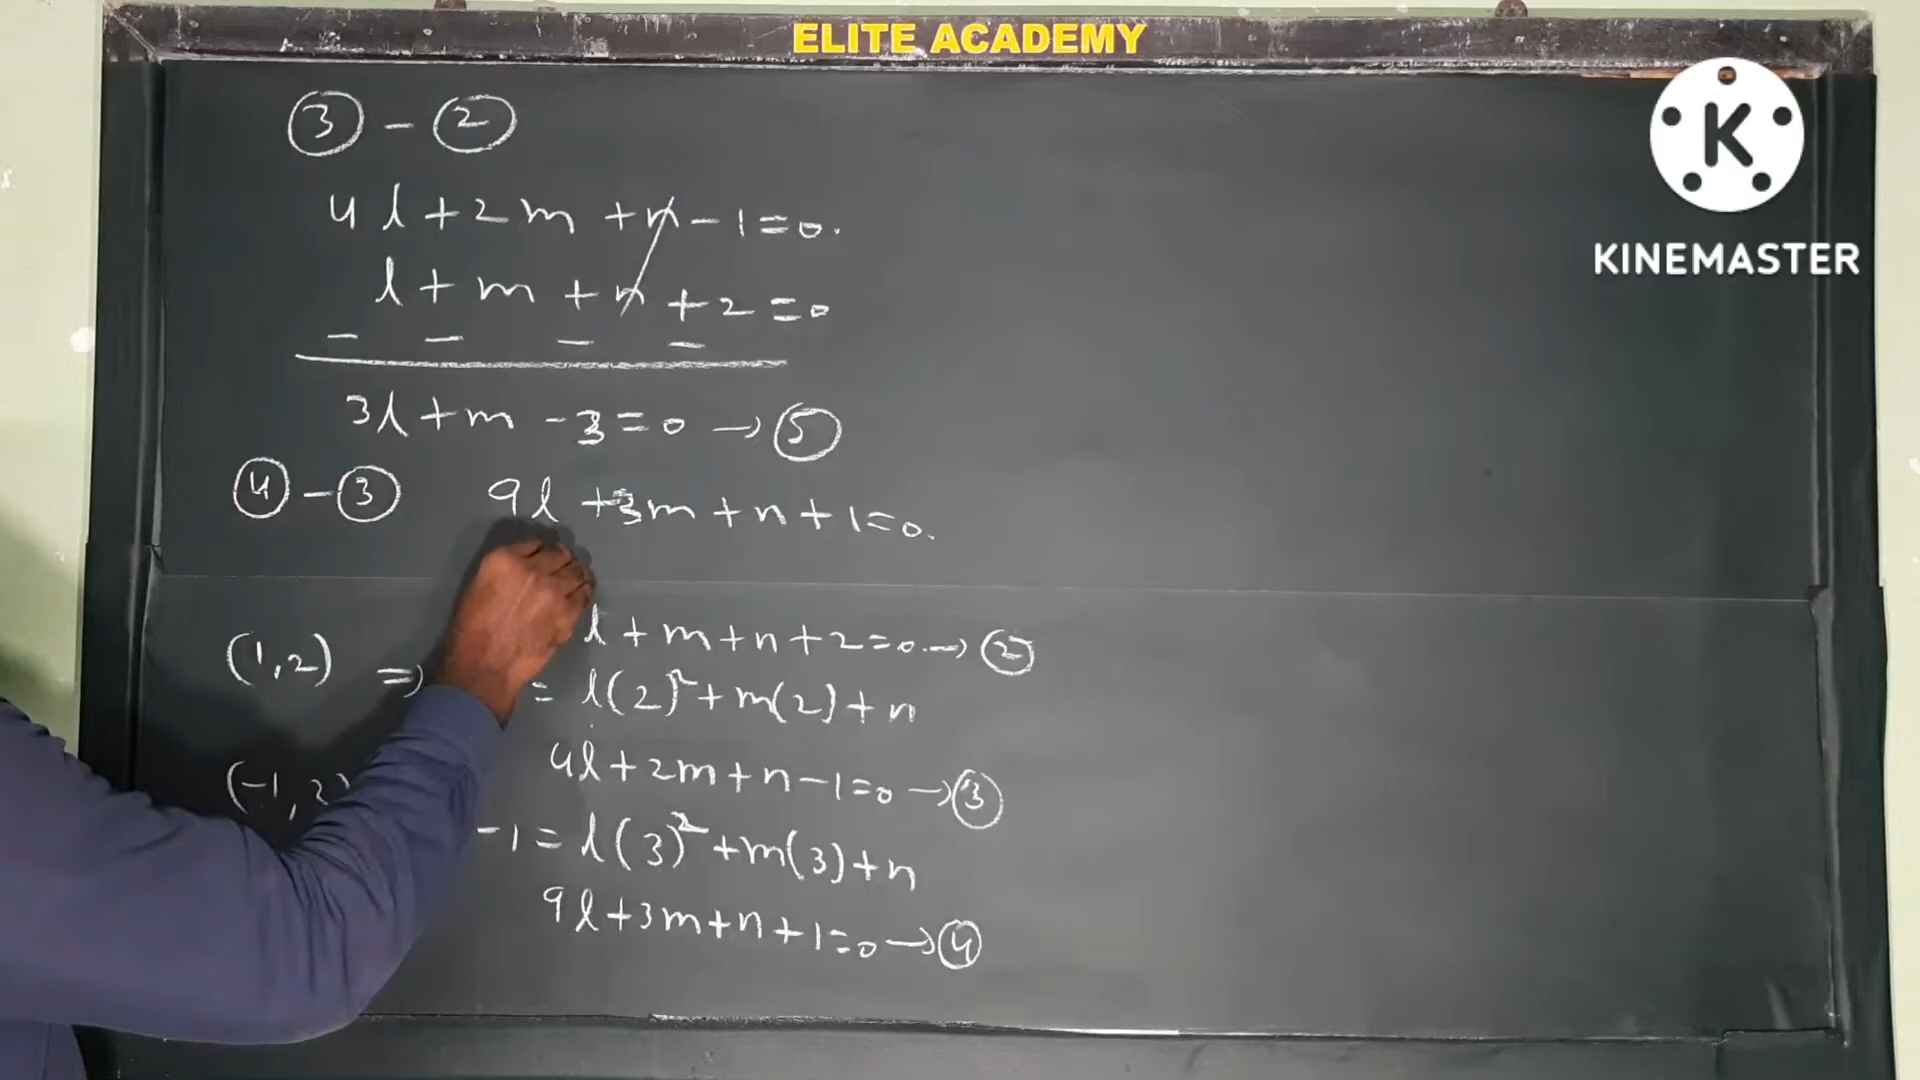 ELITE ACADEMY
K
KINEMASTER
③ - ②
4l + 2m + n - 1 = 0.
l + m + n + 2 = 0
- - - -
3l + m - 3 = 0 → ⑤
④ - ③ 9l + 3m + n + 1 = 0.
l + m + n + 2 = 0. → ②
(1, 2) ⇒ = l(2)² + m(2) + n
4l + 2m + n - 1 = 0 → ③
(-1, 2)
-1 = l(3)² + m(3) + n
9l + 3m + n + 1 = 0 → ④